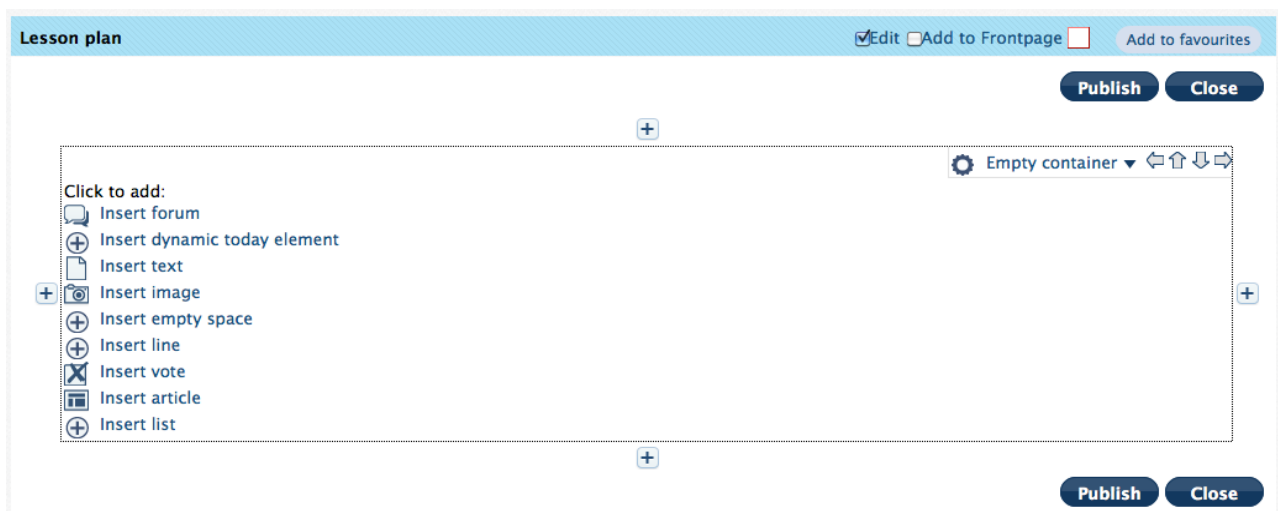 Lesson plan Edit Add to Frontpage Add to favourites
Publish Close
Empty container
Click to add:
Insert forum
Insert dynamic today element
Insert text
Insert image
Insert empty space
Insert line
Insert vote
Insert article
Insert list
Publish Close